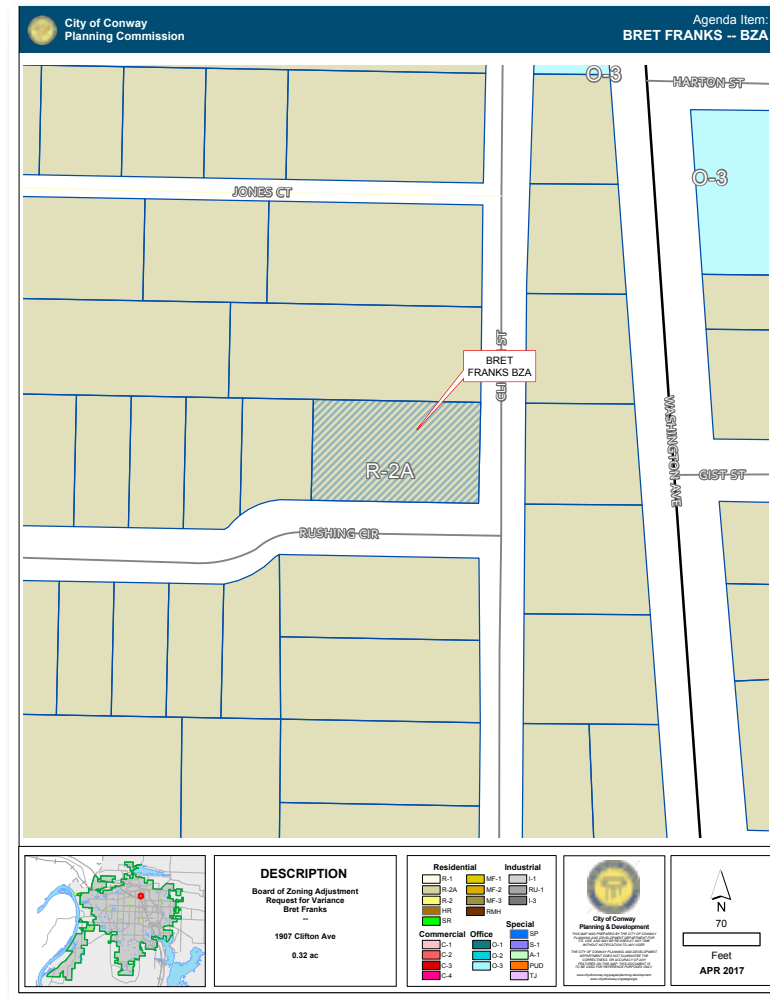 City of Conway
Planning Commission
Agenda Item:
BRET FRANKS -- BZA
O-3
HARTON ST
O-3
JONES CT
ST
BRET
FRANKS BZA
R-2A
WASHINGTON AVE
GIST ST
RUSHING CIR
DESCRIPTION
Board of Zoning Adjustment
Request for Variance
Bret Franks
--
1907 Clifton Ave
0.32 ac
Residential
R-1
R-2A
R-2
HR
SR
MF-1
MF-2
MF-3
RMH
Industrial
I-1
RU-1
I-3
Commercial
C-1
C-2
C-3
C-4
Office
O-1
O-2
O-3
Special
SP
S-1
A-1
PUD
TJ
City of Conway
Planning & Development
N
70
Feet
APR 2017